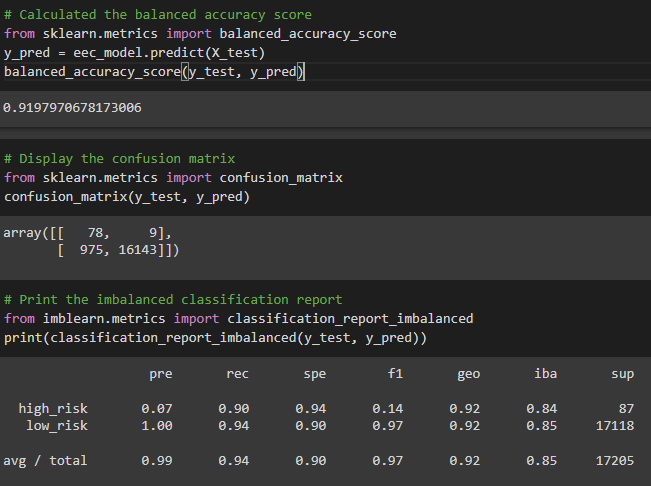 # Calculated the balanced accuracy score
from sklearn.metrics import balanced_accuracy_score
y_pred = eec_model.predict(X_test)
balanced_accuracy_score(y_test, y_pred)
0.9197970678173006
# Display the confusion matrix
from sklearn.metrics import confusion_matrix
confusion_matrix(y_test, y_pred)
array([[   78,     9],
       [  975, 16143]])
# Print the imbalanced classification report
from imblearn.metrics import classification_report_imbalanced
print(classification_report_imbalanced(y_test, y_pred))
                   pre       rec       spe        f1       geo       iba       sup
  high_risk       0.07      0.90      0.94      0.14      0.92      0.84        87
   low_risk       1.00      0.94      0.90      0.97      0.92      0.85     17118
avg / total       0.99      0.94      0.90      0.97      0.92      0.85     17205